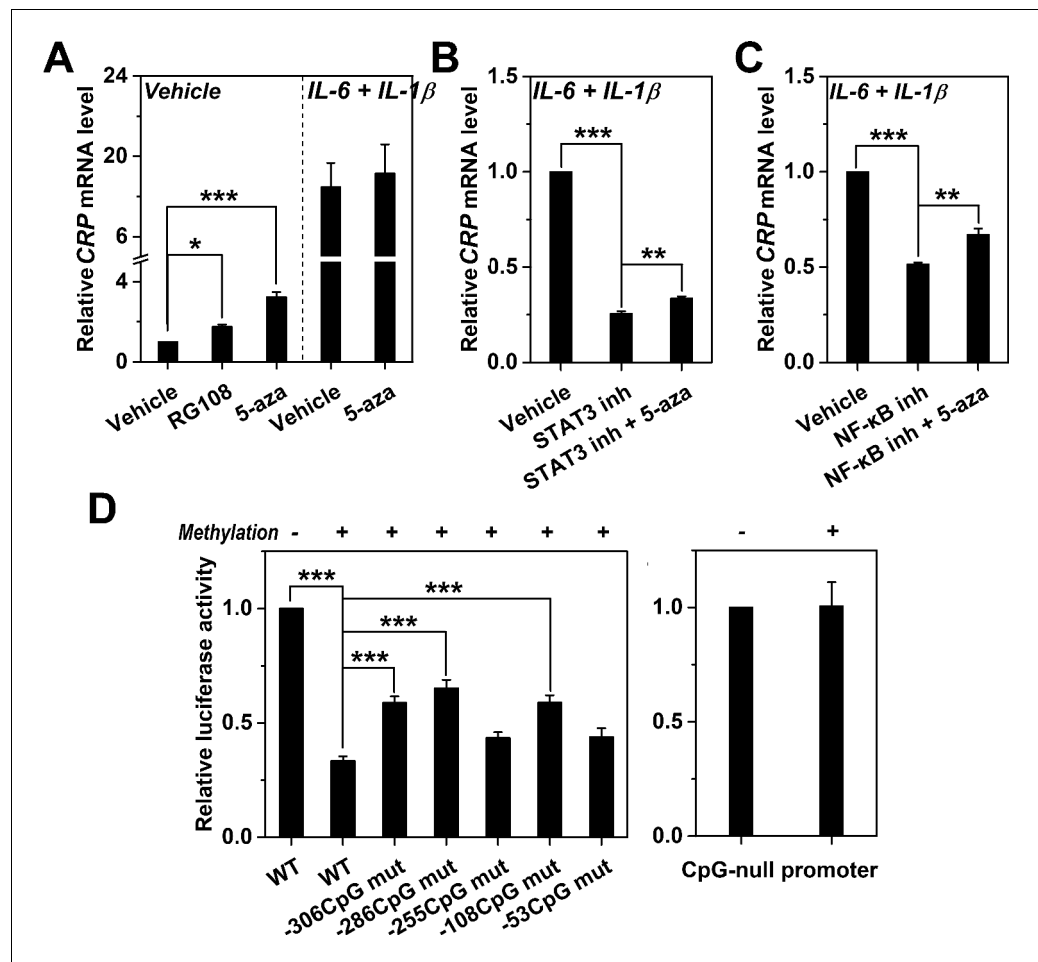 A
Relative CRP mRNA level
24
20
6
4
2
0
Vehicle
IL-6 + IL-1β
***
*
Vehicle
RG108
5-aza
Vehicle
5-aza
B
Relative CRP mRNA level
1.5
1.0
0.5
0.0
IL-6 + IL-1β
***
**
Vehicle
STAT3 inh
STAT3 inh + 5-aza
C
Relative CRP mRNA level
1.5
1.0
0.5
0.0
IL-6 + IL-1β
***
**
Vehicle
NF-κB inh
NF-κB inh + 5-aza
D
Methylation - + + + + + +
Relative luciferase activity
1.0
0.5
0.0
***
***
***
***
WT
WT
-306CpG mut
-286CpG mut
-255CpG mut
-108CpG mut
-53CpG mut
- +
1.0
0.5
0.0
CpG-null promoter